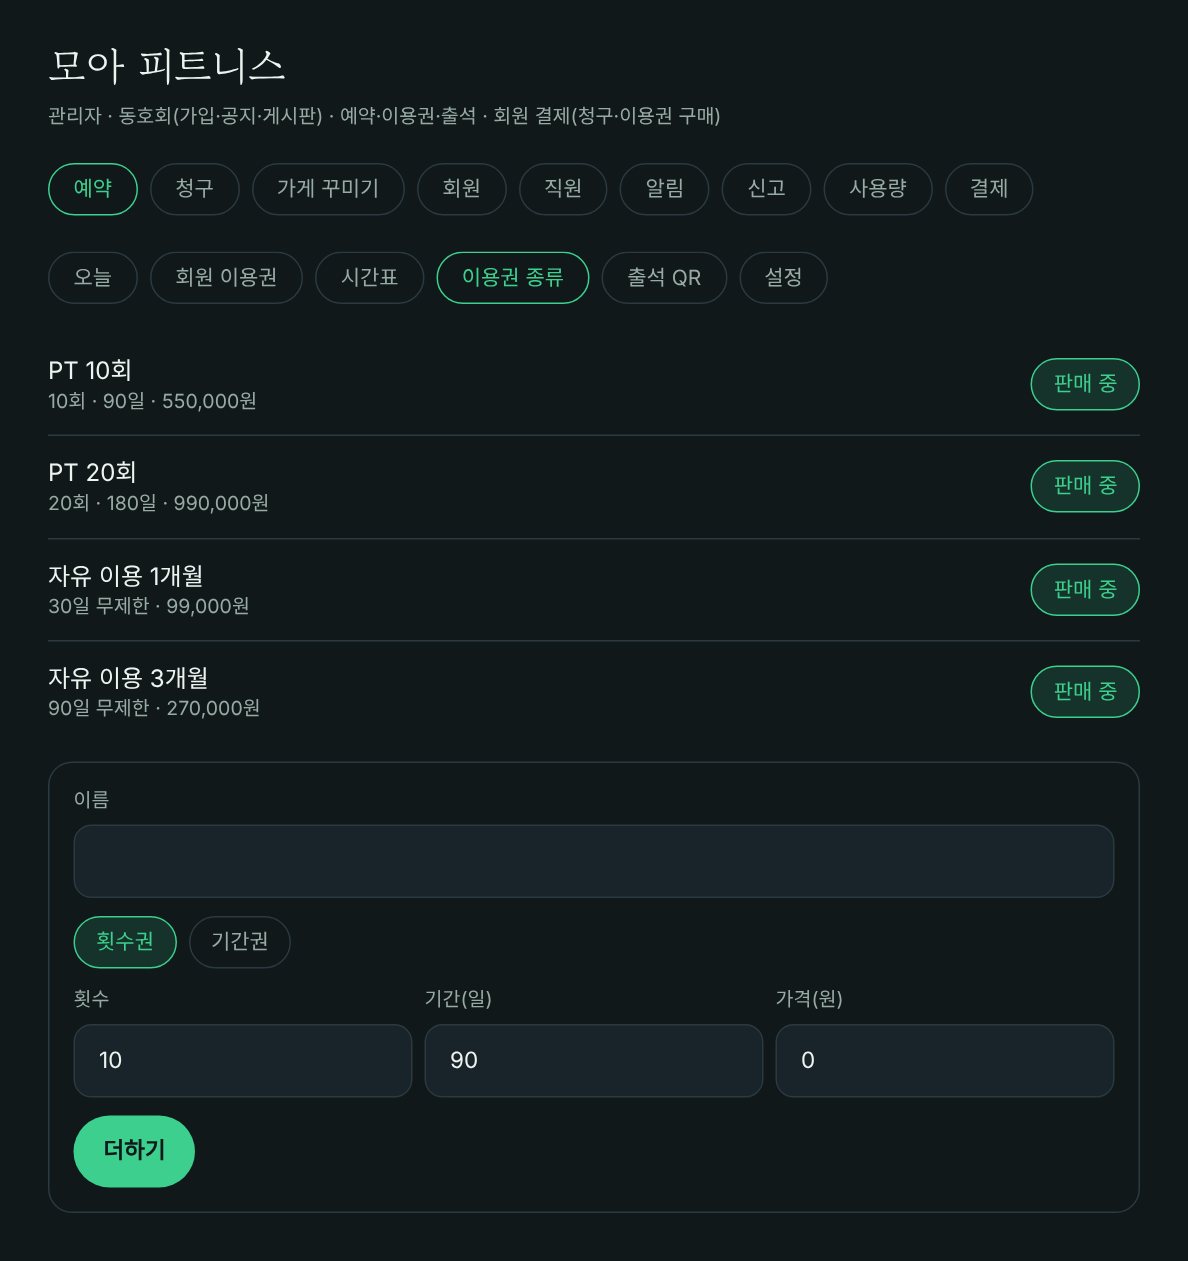 모아 피트니스
관리자 · 동호회(가입·공지·게시판) · 예약·이용권·출석 · 회원 결제(청구·이용권 구매)
예약 청구 가게 꾸미기 회원 직원 알림 신고 사용량 결제
오늘 회원 이용권 시간표 이용권 종류 출석 QR 설정
PT 10회
10회 · 90일 · 550,000원
판매 중
PT 20회
20회 · 180일 · 990,000원
판매 중
자유 이용 1개월
30일 무제한 · 99,000원
판매 중
자유 이용 3개월
90일 무제한 · 270,000원
판매 중
이름
횟수권 기간권
횟수 기간(일) 가격(원)
10 90 0
더하기